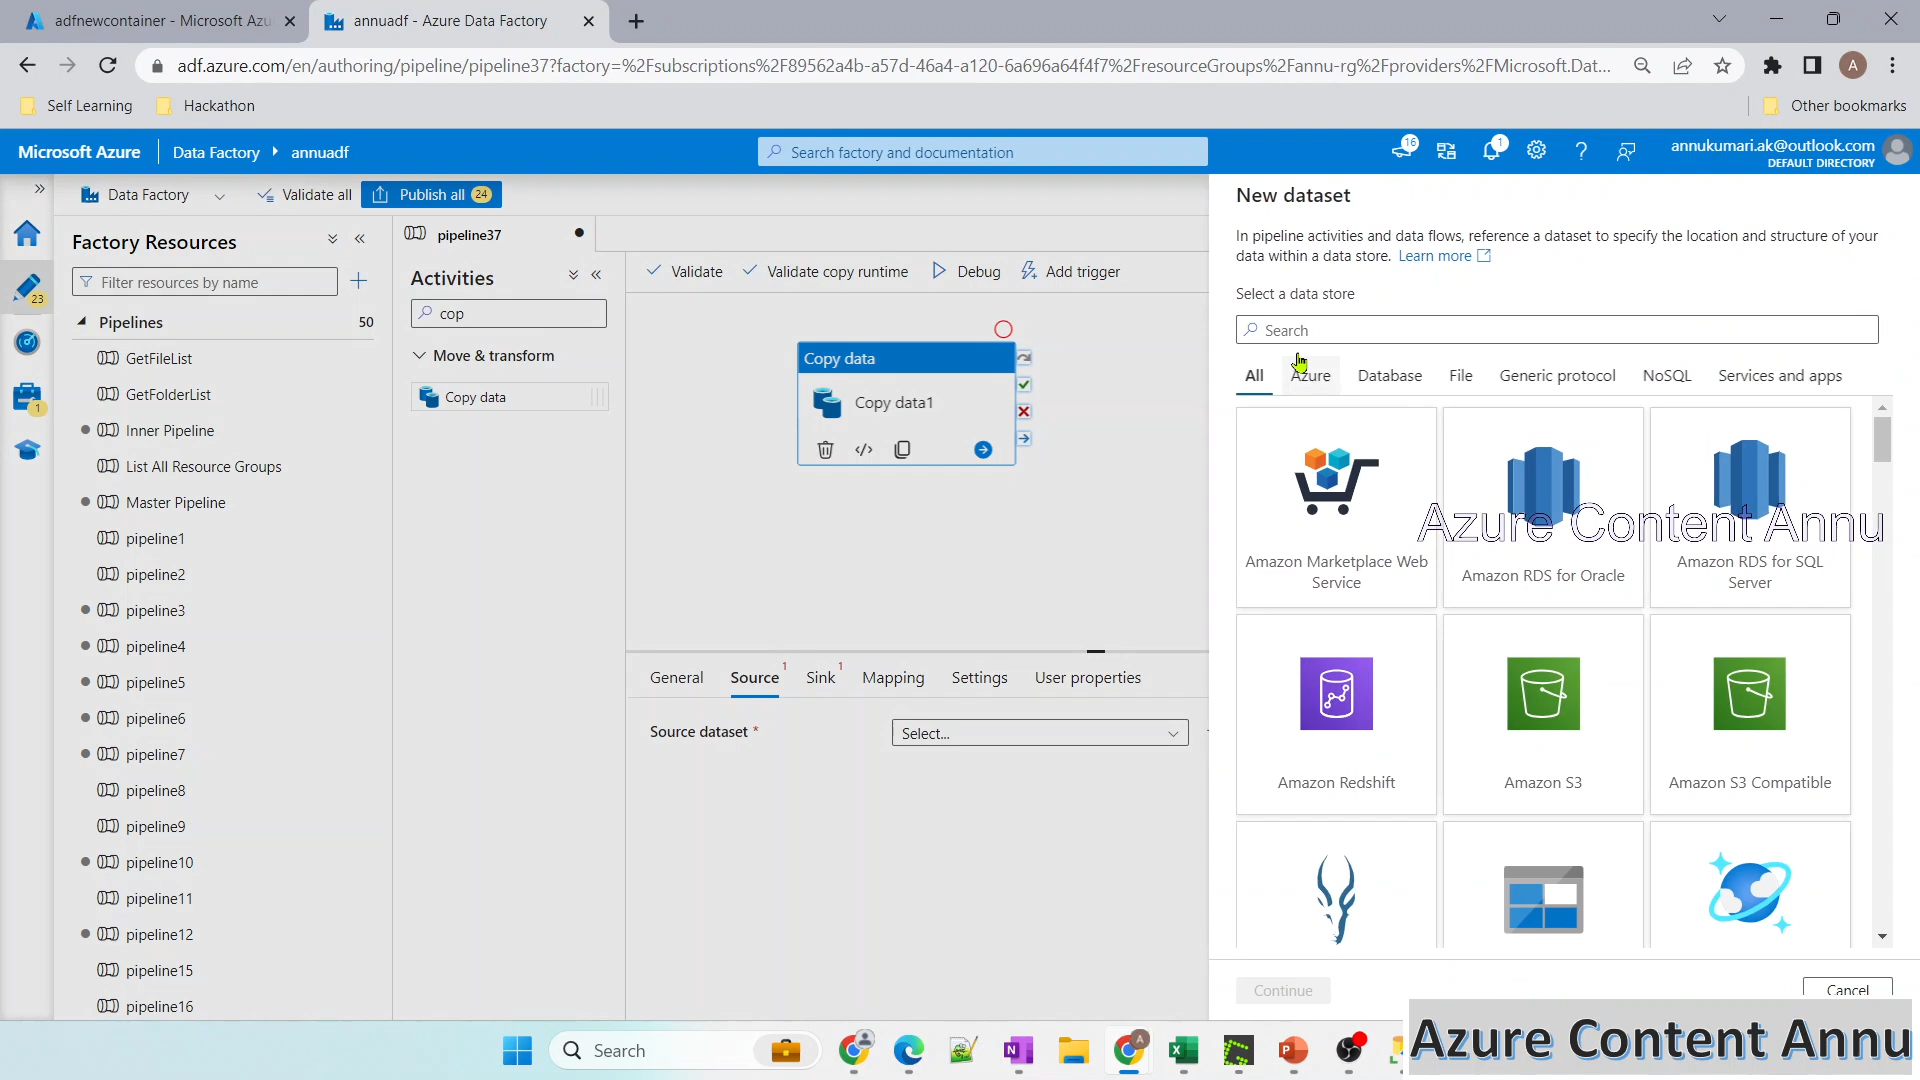 adfnewcontainer - Microsoft Azu
annuadf - Azure Data Factory
adf.azure.com/en/authoring/pipeline/pipeline37?factory=%2Fsubscriptions%2F89562a4b-a57d-46a4-a120-6a696a64f4f7%2FresourceGroups%2Fannu-rg%2Fproviders%2FMicrosoft.Dat...
A
Self Learning
Hackathon
Other bookmarks
Microsoft Azure
Data Factory
annuadf
Search factory and documentation
16
1
annukumari.ak@outlook.com
DEFAULT DIRECTORY
Data Factory
Validate all
Publish all 24
23
1
Factory Resources
Filter resources by name
Pipelines 50
GetFileList
GetFolderList
Inner Pipeline
List All Resource Groups
Master Pipeline
pipeline1
pipeline2
pipeline3
pipeline4
pipeline5
pipeline6
pipeline7
pipeline8
pipeline9
pipeline10
pipeline11
pipeline12
pipeline15
pipeline16
pipeline37
Activities
cop
Move & transform
Copy data
Validate
Validate copy runtime
Debug
Add trigger
Copy data
Copy data1
General
Source 1
Sink 1
Mapping
Settings
User properties
Source dataset *
Select...
New dataset
In pipeline activities and data flows, reference a dataset to specify the location and structure of your
data within a data store. Learn more
Select a data store
Search
All
Azure
Database
File
Generic protocol
NoSQL
Services and apps
Amazon Marketplace Web
Service
Amazon RDS for Oracle
Amazon RDS for SQL
Server
Azure Content Annu
Amazon Redshift
Amazon S3
Amazon S3 Compatible
Continue
Cancel
Search
A
Azure Content Annu